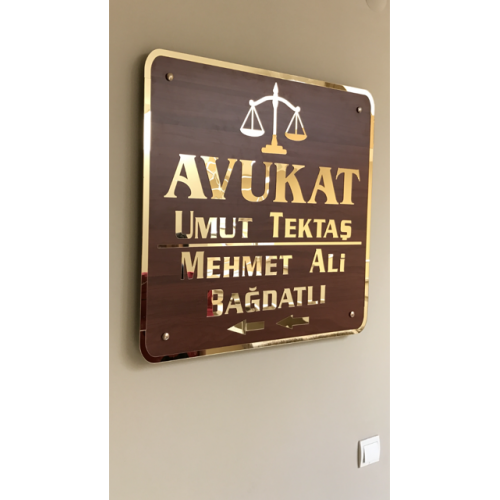 AVUKAT
UMUT TEKTAŞ
MEHMET ALİ
BAĞDATLI